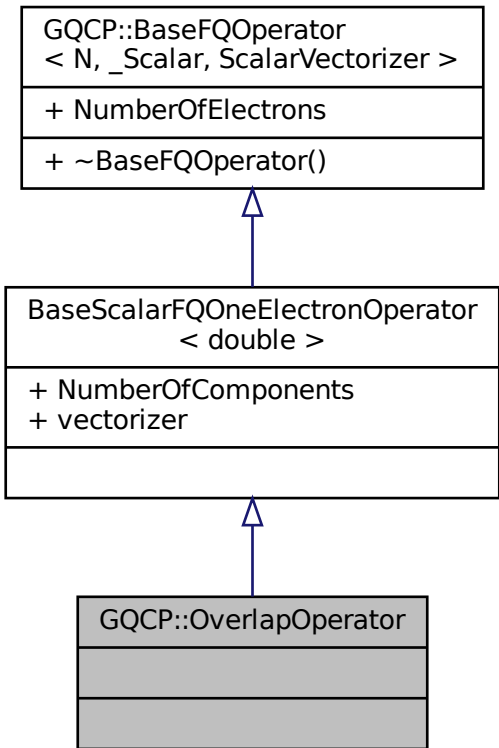 GQCP::BaseFQOperator
< N, _Scalar, ScalarVectorizer >
+ NumberOfElectrons
+ ~BaseFQOperator()
BaseScalarFQOneElectronOperator
< double >
+ NumberOfComponents
+ vectorizer
GQCP::OverlapOperator